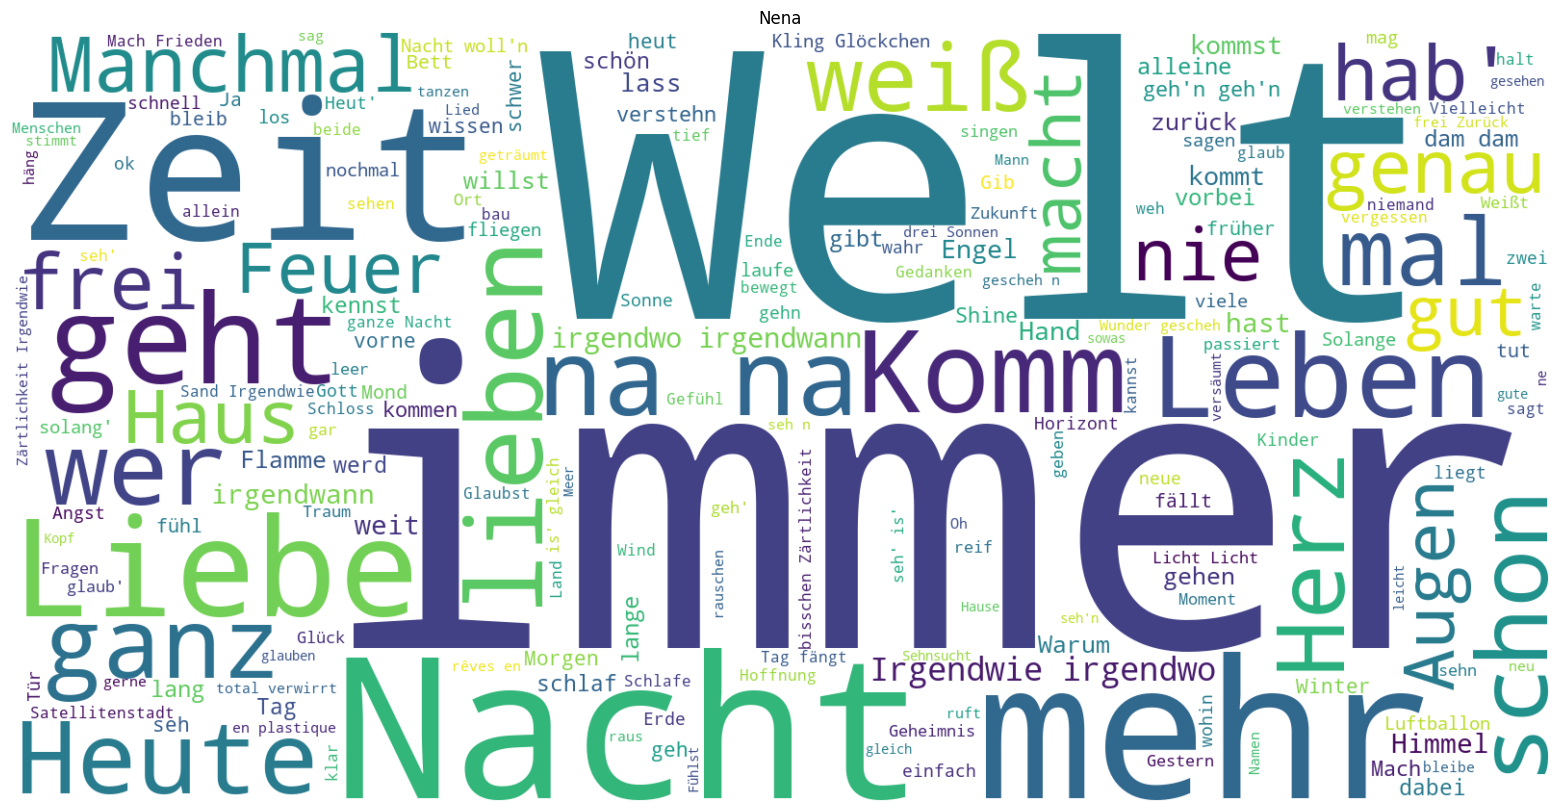 Nena
Manchmal
Mach Frieden
sag
Nacht woll'n
Bett
schwer
heut
schön
lass
verstehn
tief
Kling Glöckchen
weiß
macht
kommst
alleine
geh'n geh'n
mag
hab'
halt
gesehen
verstehen
Vielleicht
frei Zurück
Zeit
schnell
Ja
bleib
los
Heut'
beide
tanzen
Lied
wissen
Menschen
stimmt
häng
ok
nochmal
geträumt
willst
allein
sehen
Ort
bau
fliegen
Welt
singen
Mann
Gib
Zukunft
drei Sonnen
gibt
wahr
Engel
Gedanken
gescheh n
zurück
sagen
glaub
kommt
vorbei
weh
früher
nie
dam dam
genau
niemand
Weißt
vergessen
mal
zwei
seh'
frei
Feuer
lieben
Ende
laufe
bewegt
Sonne
gehn
Shine
Hand
viele
Wunder gescheh
sowas
hast
passiert
Solange
gut
warte
tut
Zärtlichkeit Irgendwie
geht
kennst
ganze Nacht
vorne
leer
irgendwo irgendwann
na na
Komm
Gefühl
kannst
Leben
versäumt
ne
gute
sagt
Sand Irgendwie
Gott
Mond
Schloss
kommen
solang'
Haus
gar
seh n
Horizont
Kinder
wer
Flamme
werd
immer
Glaubst
Meer
geben
neue
fällt
liegt
irgendwann
Angst
fühl
Traum
weit
Land is' gleich
geh'
bisschen Zärtlichkeit
seh' is'
Oh
reif
Licht Licht
gehen
Moment
Herz
Augen
schon
Kopf
Fragen
glaub'
Liebe
Wind
rauschen
Hause
leicht
ganz
Glück
glauben
lange
seh'n
Warum
rêves en
Morgen
Tag fängt
Sehnsucht
Irgendwie irgendwo
Tür
gerne
lang
total verwirrt
Nacht
schlaf
Schlafe
Hoffnung
mehr
Winter
sehn
neu
Satellitenstadt
seh
Tag
en plastique
Heute
klar
Erde
raus
geh
Fühlst
ruft
Geheimnis
gleich
einfach
wohin
Gestern
Namen
Luftballon
Himmel
Mach
bleibe
dabei